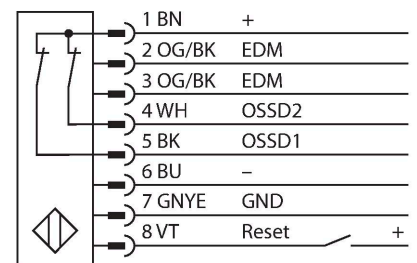 1 BN +
2 OG/BK EDM
3 OG/BK EDM
4 WH OSSD2
5 BK OSSD1
6 BU –
7 GNYE GND
8 VT Reset +